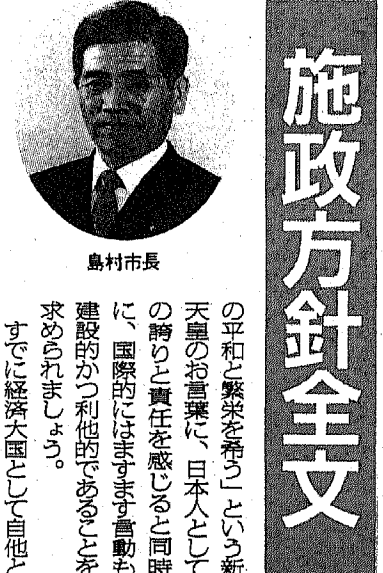 施政方針全文
島村市長
の平和と繁栄を希う」という新
天皇のお言葉に、日本人として
の誇りと責任を感じると同時
に、国際的にはますます言動も
建設的かつ利他的であることを
求められましょう。
すでに経済大国として自他と